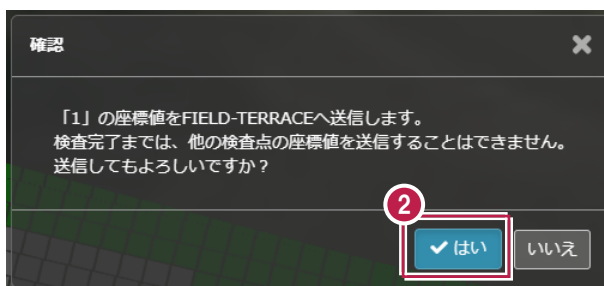 確認
「1」の座標値をFIELD-TERRACEへ送信します。
検査完了までは、他の検査点の座標値を送信することはできません。
送信してもよろしいですか？
2
はい
いいえ